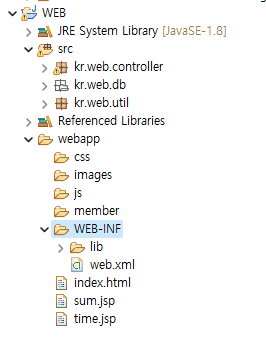 WEB
JRE System Library [JavaSE-1.8]
src
kr.web.controller
kr.web.db
kr.web.util
Referenced Libraries
webapp
css
images
js
member
WEB-INF
lib
web.xml
index.html
sum.jsp
time.jsp